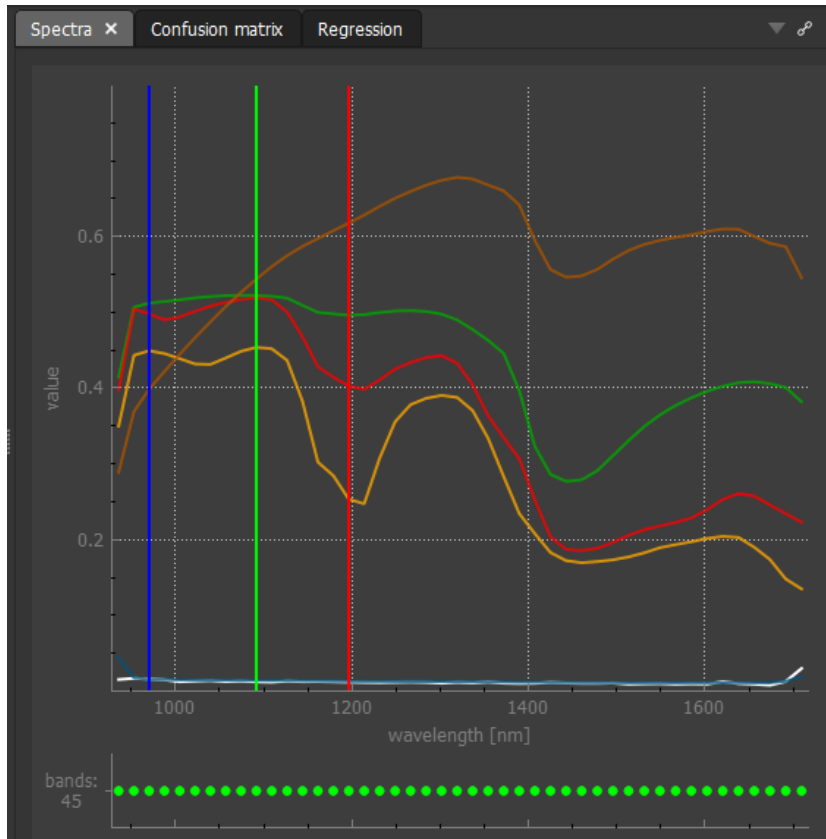 Spectra ×
Confusion matrix
Regression
value
0.6
0.4
0.2
1000
1200
1400
1600
wavelength [nm]
bands:
45